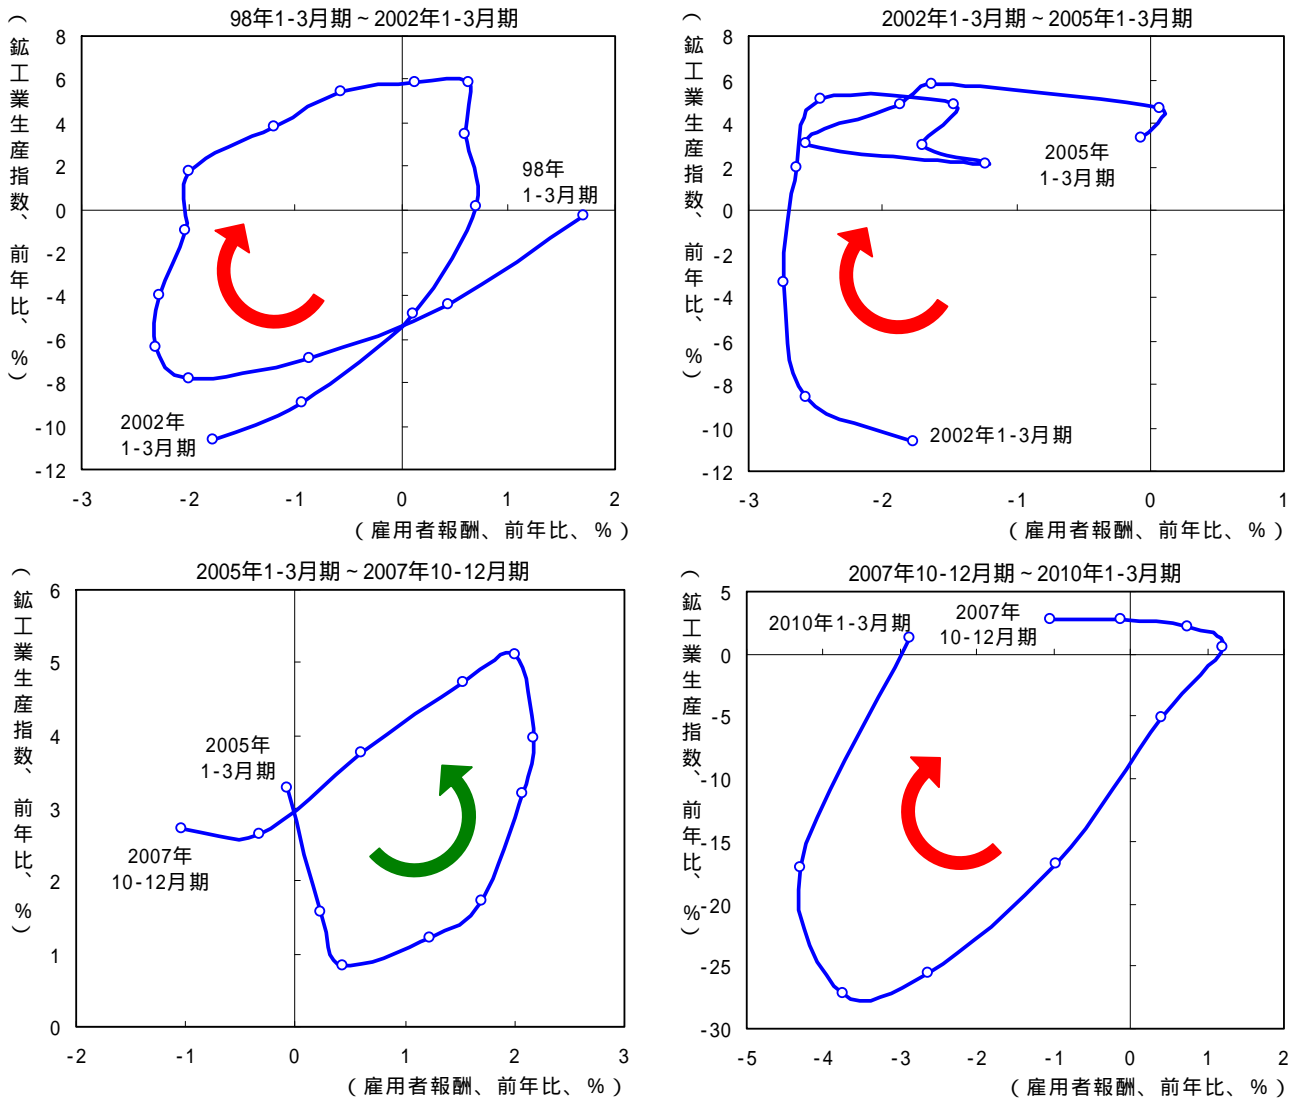 98年1-3月期～2002年1-3月期
（鉱工業生産指数、前年比、%）
8
6
4
2
0
-2
-4
-6
-8
-10
-12
98年
1-3月期
2002年
1-3月期
-3
-2
-1
0
1
2
（雇用者報酬、前年比、%）
2002年1-3月期～2005年1-3月期
（鉱工業生産指数、前年比、%）
8
6
4
2
0
-2
-4
-6
-8
-10
-12
2005年
1-3月期
2002年1-3月期
-3
-2
-1
0
1
（雇用者報酬、前年比、%）
2005年1-3月期～2007年10-12月期
（鉱工業生産指数、前年比、%）
6
5
4
3
2
1
0
2005年
1-3月期
2007年
10-12月期
-2
-1
0
1
2
3
（雇用者報酬、前年比、%）
2007年10-12月期～2010年1-3月期
（鉱工業生産指数、前年比、%）
5
0
-5
-10
-15
-20
-25
-30
2010年1-3月期
2007年
10-12月期
-5
-4
-3
-2
-1
0
1
2
（雇用者報酬、前年比、%）